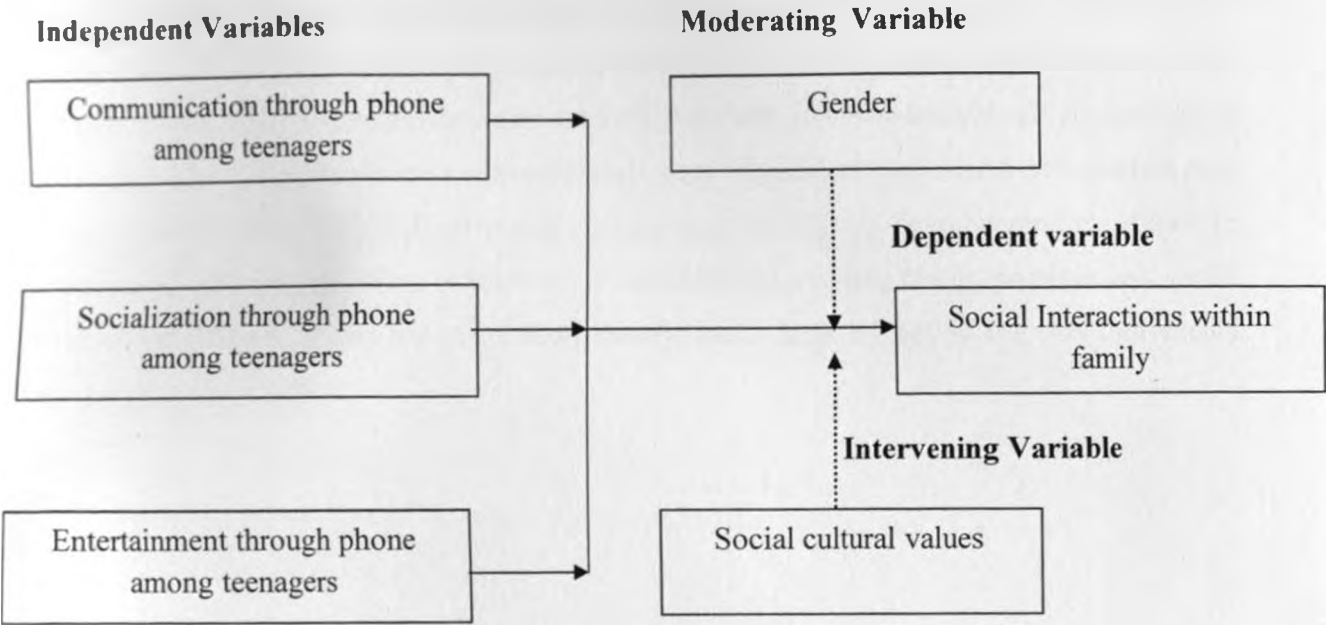 Independent Variables
Moderating Variable
Communication through phone
among teenagers
Gender
Dependent variable
Socialization through phone
among teenagers
Social Interactions within
family
Intervening Variable
Entertainment through phone
among teenagers
Social cultural values